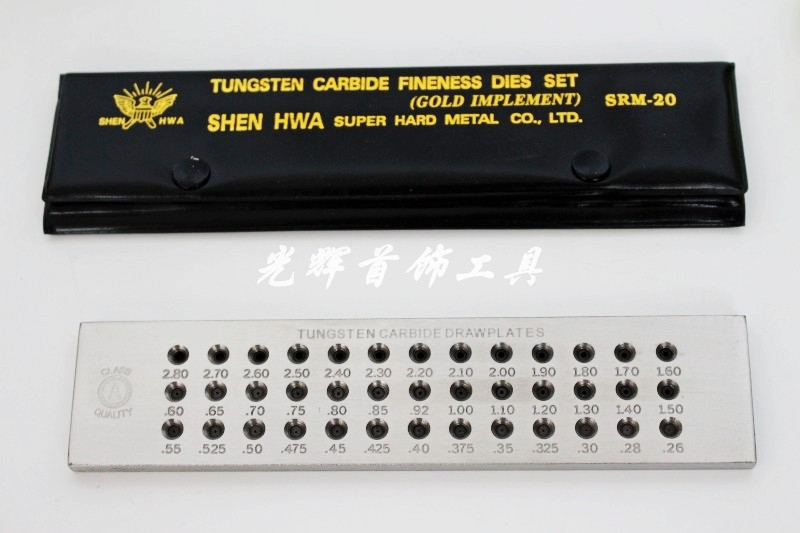 TUNGSTEN CARBIDE FINENESS DIES SET
(GOLD IMPLEMENT) SRM-20
SHEN HWA
SHEN HWA SUPER HARD METAL CO., LTD.
光辉首饰工具
TUNGSTEN CARBIDE DRAWPLATES
CLASS
A
QUALITY
2.80 2.70 2.60 2.50 2.40 2.30 2.20 2.10 2.00 1.90 1.80 1.70 1.60
.60 .65 .70 .75 .80 .85 .92 1.00 1.10 1.20 1.30 1.40 1.50
.55 .525 .50 .475 .45 .425 .40 .375 .35 .325 .30 .28 .26